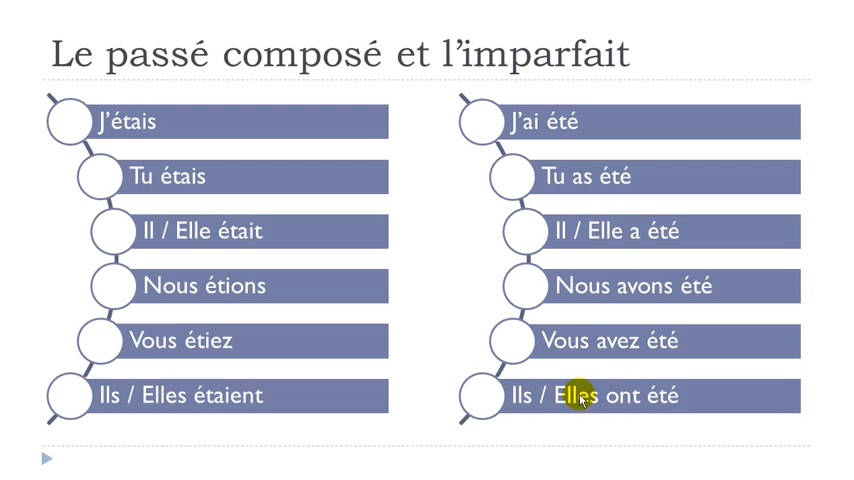 Le passé composé et l’imparfait
J’étais
Tu étais
Il / Elle était
Nous étions
Vous étiez
Ils / Elles étaient
J’ai été
Tu as été
Il / Elle a été
Nous avons été
Vous avez été
Ils / Elles ont été